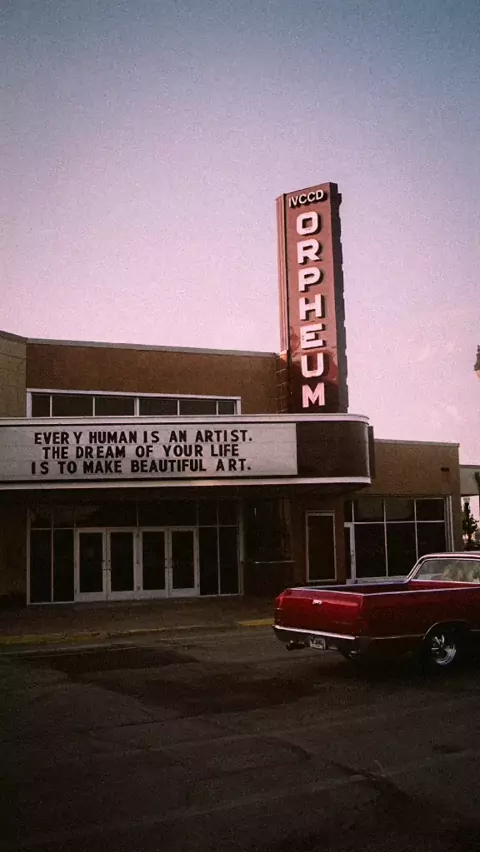 IVCCD
ORPHEUM
EVERY HUMAN IS AN ARTIST.
THE DREAM OF YOUR LIFE
IS TO MAKE BEAUTIFUL ART.